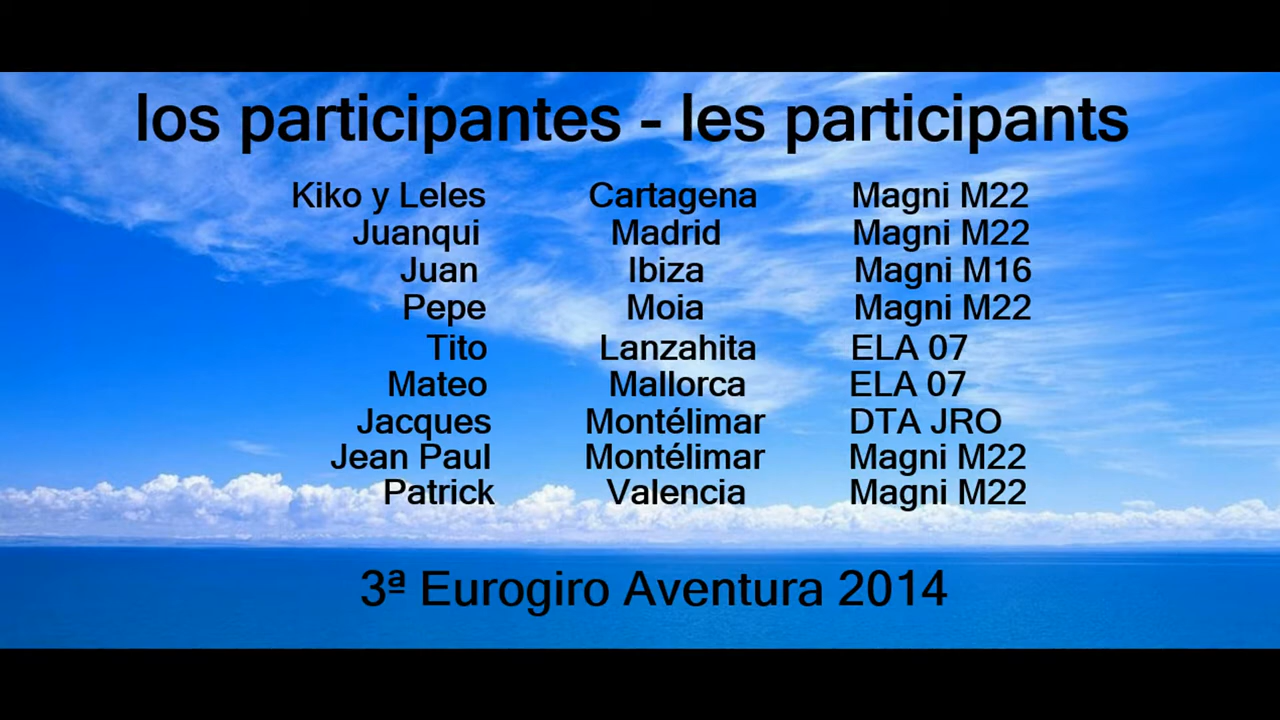 los participantes - les participants
Kiko y Leles Cartagena Magni M22
Juanqui Madrid Magni M22
Juan Ibiza Magni M16
Pepe Moia Magni M22
Tito Lanzahita ELA 07
Mateo Mallorca ELA 07
Jacques Montélimar DTA JRO
Jean Paul Montélimar Magni M22
Patrick Valencia Magni M22
3ª Eurogiro Aventura 2014